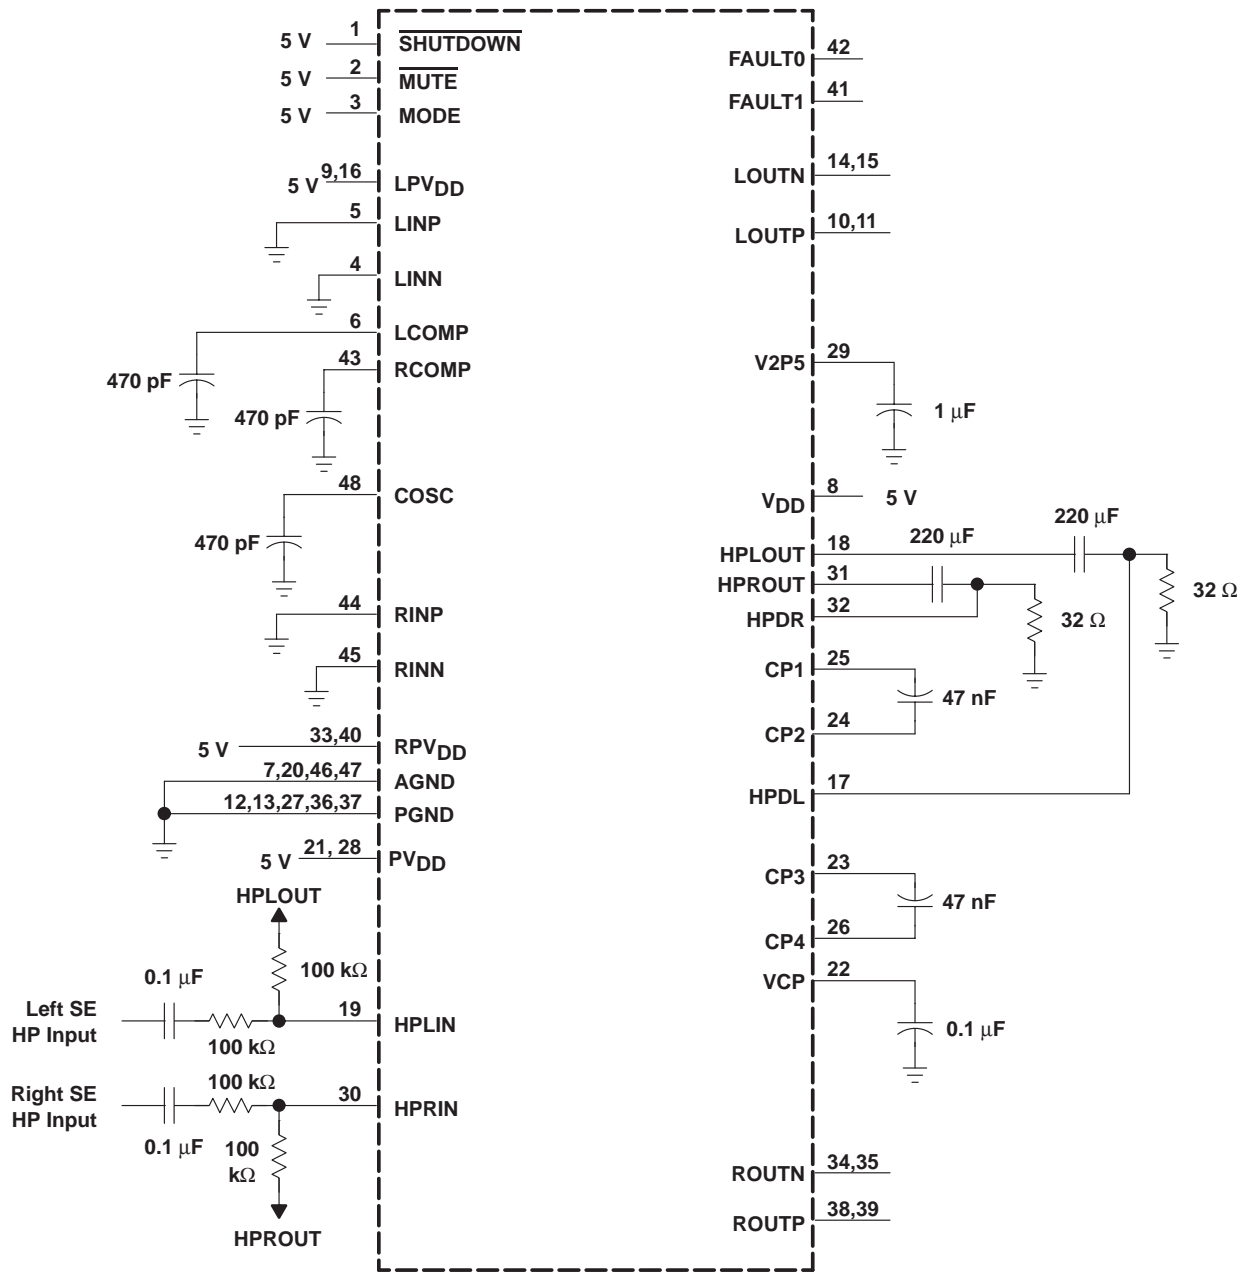 1
5 V
SHUTDOWN
2
5 V
MUTE
3
5 V
MODE
9,16
5 V
LPVDD
5
LINP
4
LINN
6
LCOMP
43
RCOMP
470 pF
470 pF
48
COSC
470 pF
44
RINP
45
RINN
33,40
5 V
RPVDD
7,20,46,47
AGND
12,13,27,36,37
PGND
21, 28
5 V
PVDD
HPLOUT
100 kΩ
0.1 μF
Left SE
HP Input
19
HPLIN
100 kΩ
100 kΩ
Right SE
HP Input
30
HPRIN
0.1 μF
100
kΩ
HPROUT
42
FAULT0
41
FAULT1
14,15
LOUTN
10,11
LOUTP
29
V2P5
1 μF
8
VDD
5 V
220 μF
220 μF
18
HPLOUT
31
HPROUT
32
HPDR
32 Ω
32 Ω
25
CP1
47 nF
24
CP2
17
HPDL
23
CP3
47 nF
26
CP4
22
VCP
0.1 μF
34,35
ROUTN
38,39
ROUTP